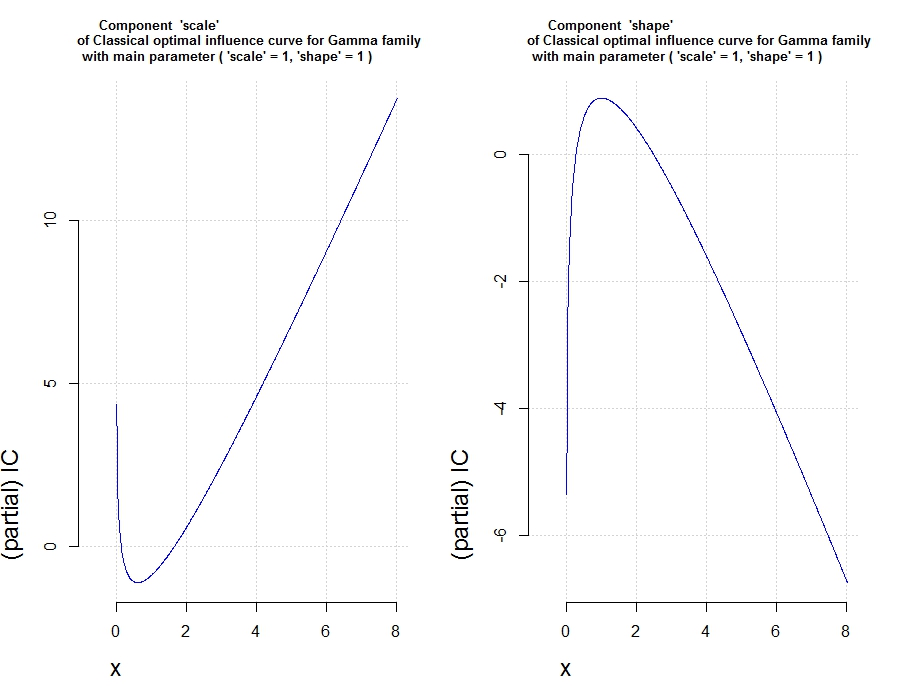 Component 'scale'
of Classical optimal influence curve for Gamma family
with main parameter ( 'scale' = 1, 'shape' = 1 )
10
5
0
(partial) IC
0 2 4 6 8
x
Component 'shape'
of Classical optimal influence curve for Gamma family
with main parameter ( 'scale' = 1, 'shape' = 1 )
0
-2
-4
-6
(partial) IC
0 2 4 6 8
x